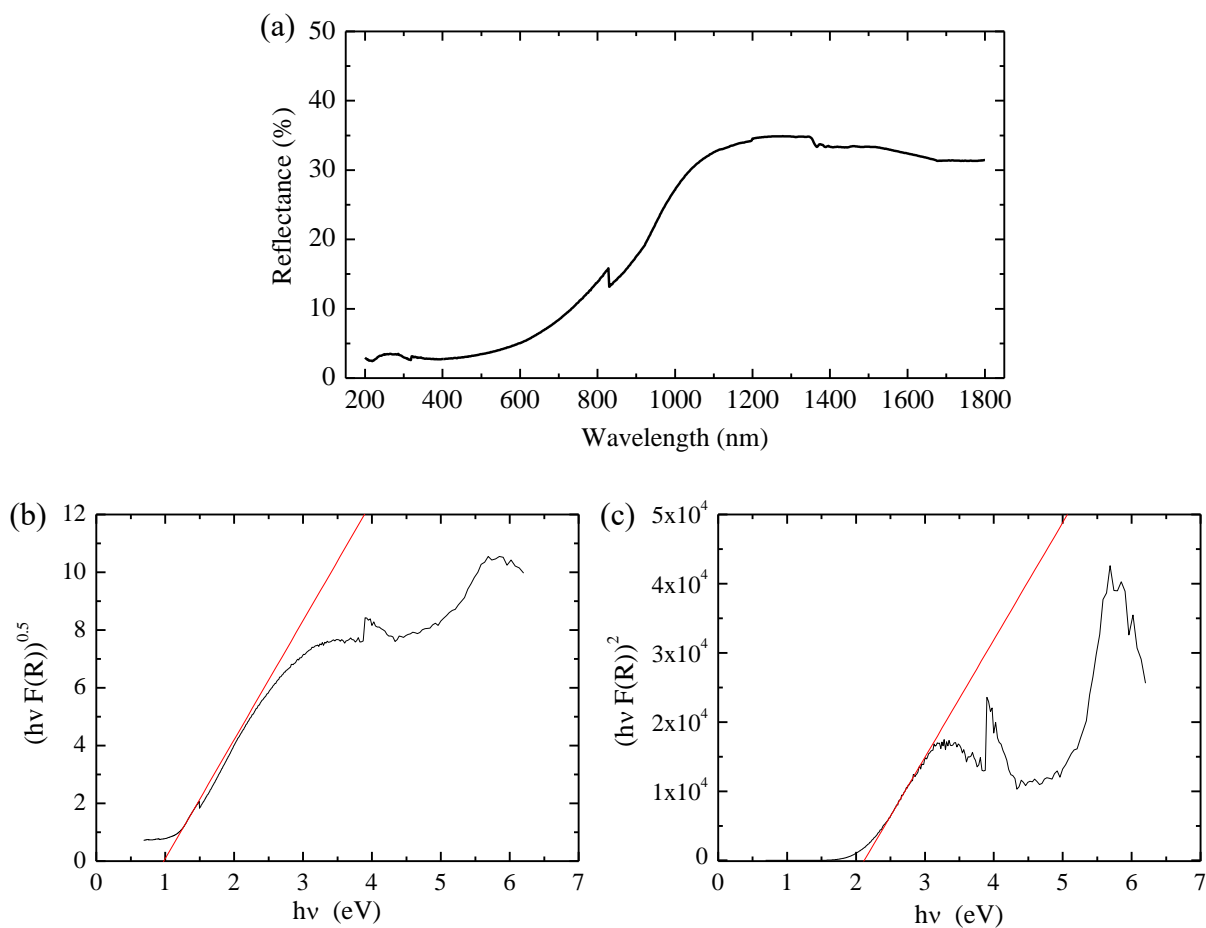 (a)
50
40
30
20
10
0
Reflectance (%)
200 400 600 800 1000 1200 1400 1600 1800
Wavelength (nm)
(b)
12
10
8
6
4
2
0
(hν F(R))^0.5
0 1 2 3 4 5 6 7
hν (eV)
(c)
5x10^4
4x10^4
3x10^4
2x10^4
1x10^4
0
(hν F(R))^2
0 1 2 3 4 5 6 7
hν (eV)